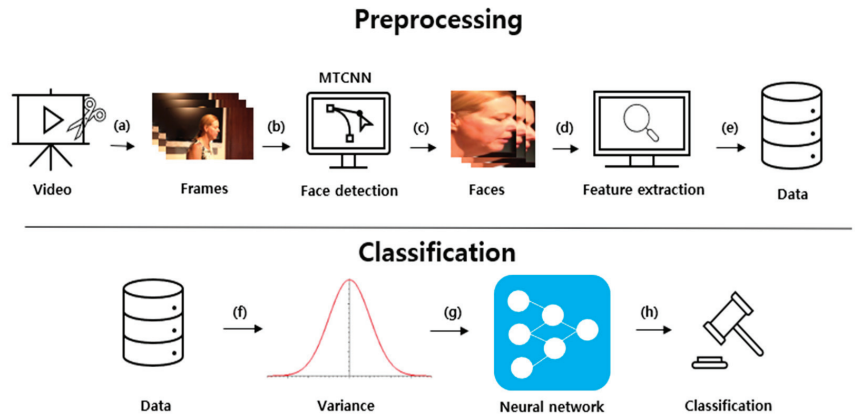 Preprocessing
MTCNN
(a)
(b)
(c)
(d)
(e)
Video
Frames
Face detection
Faces
Feature extraction
Data
Classification
(f)
(g)
(h)
Data
Variance
Neural network
Classification